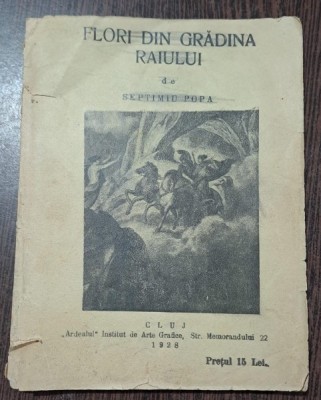 FLORI DIN GRĂDINA
RAIULUI
de
SEPTIMIU POPA
CLUJ
„Ardealul" Institut de Arte Grafice, Str. Memorandului 22
1928
Prețul 15 Lei.